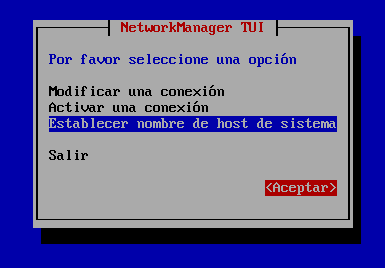 NetworkManager TUI
Por favor seleccione una opción
Modificar una conexión
Activar una conexión
Establecer nombre de host de sistema
Salir
<Aceptar>